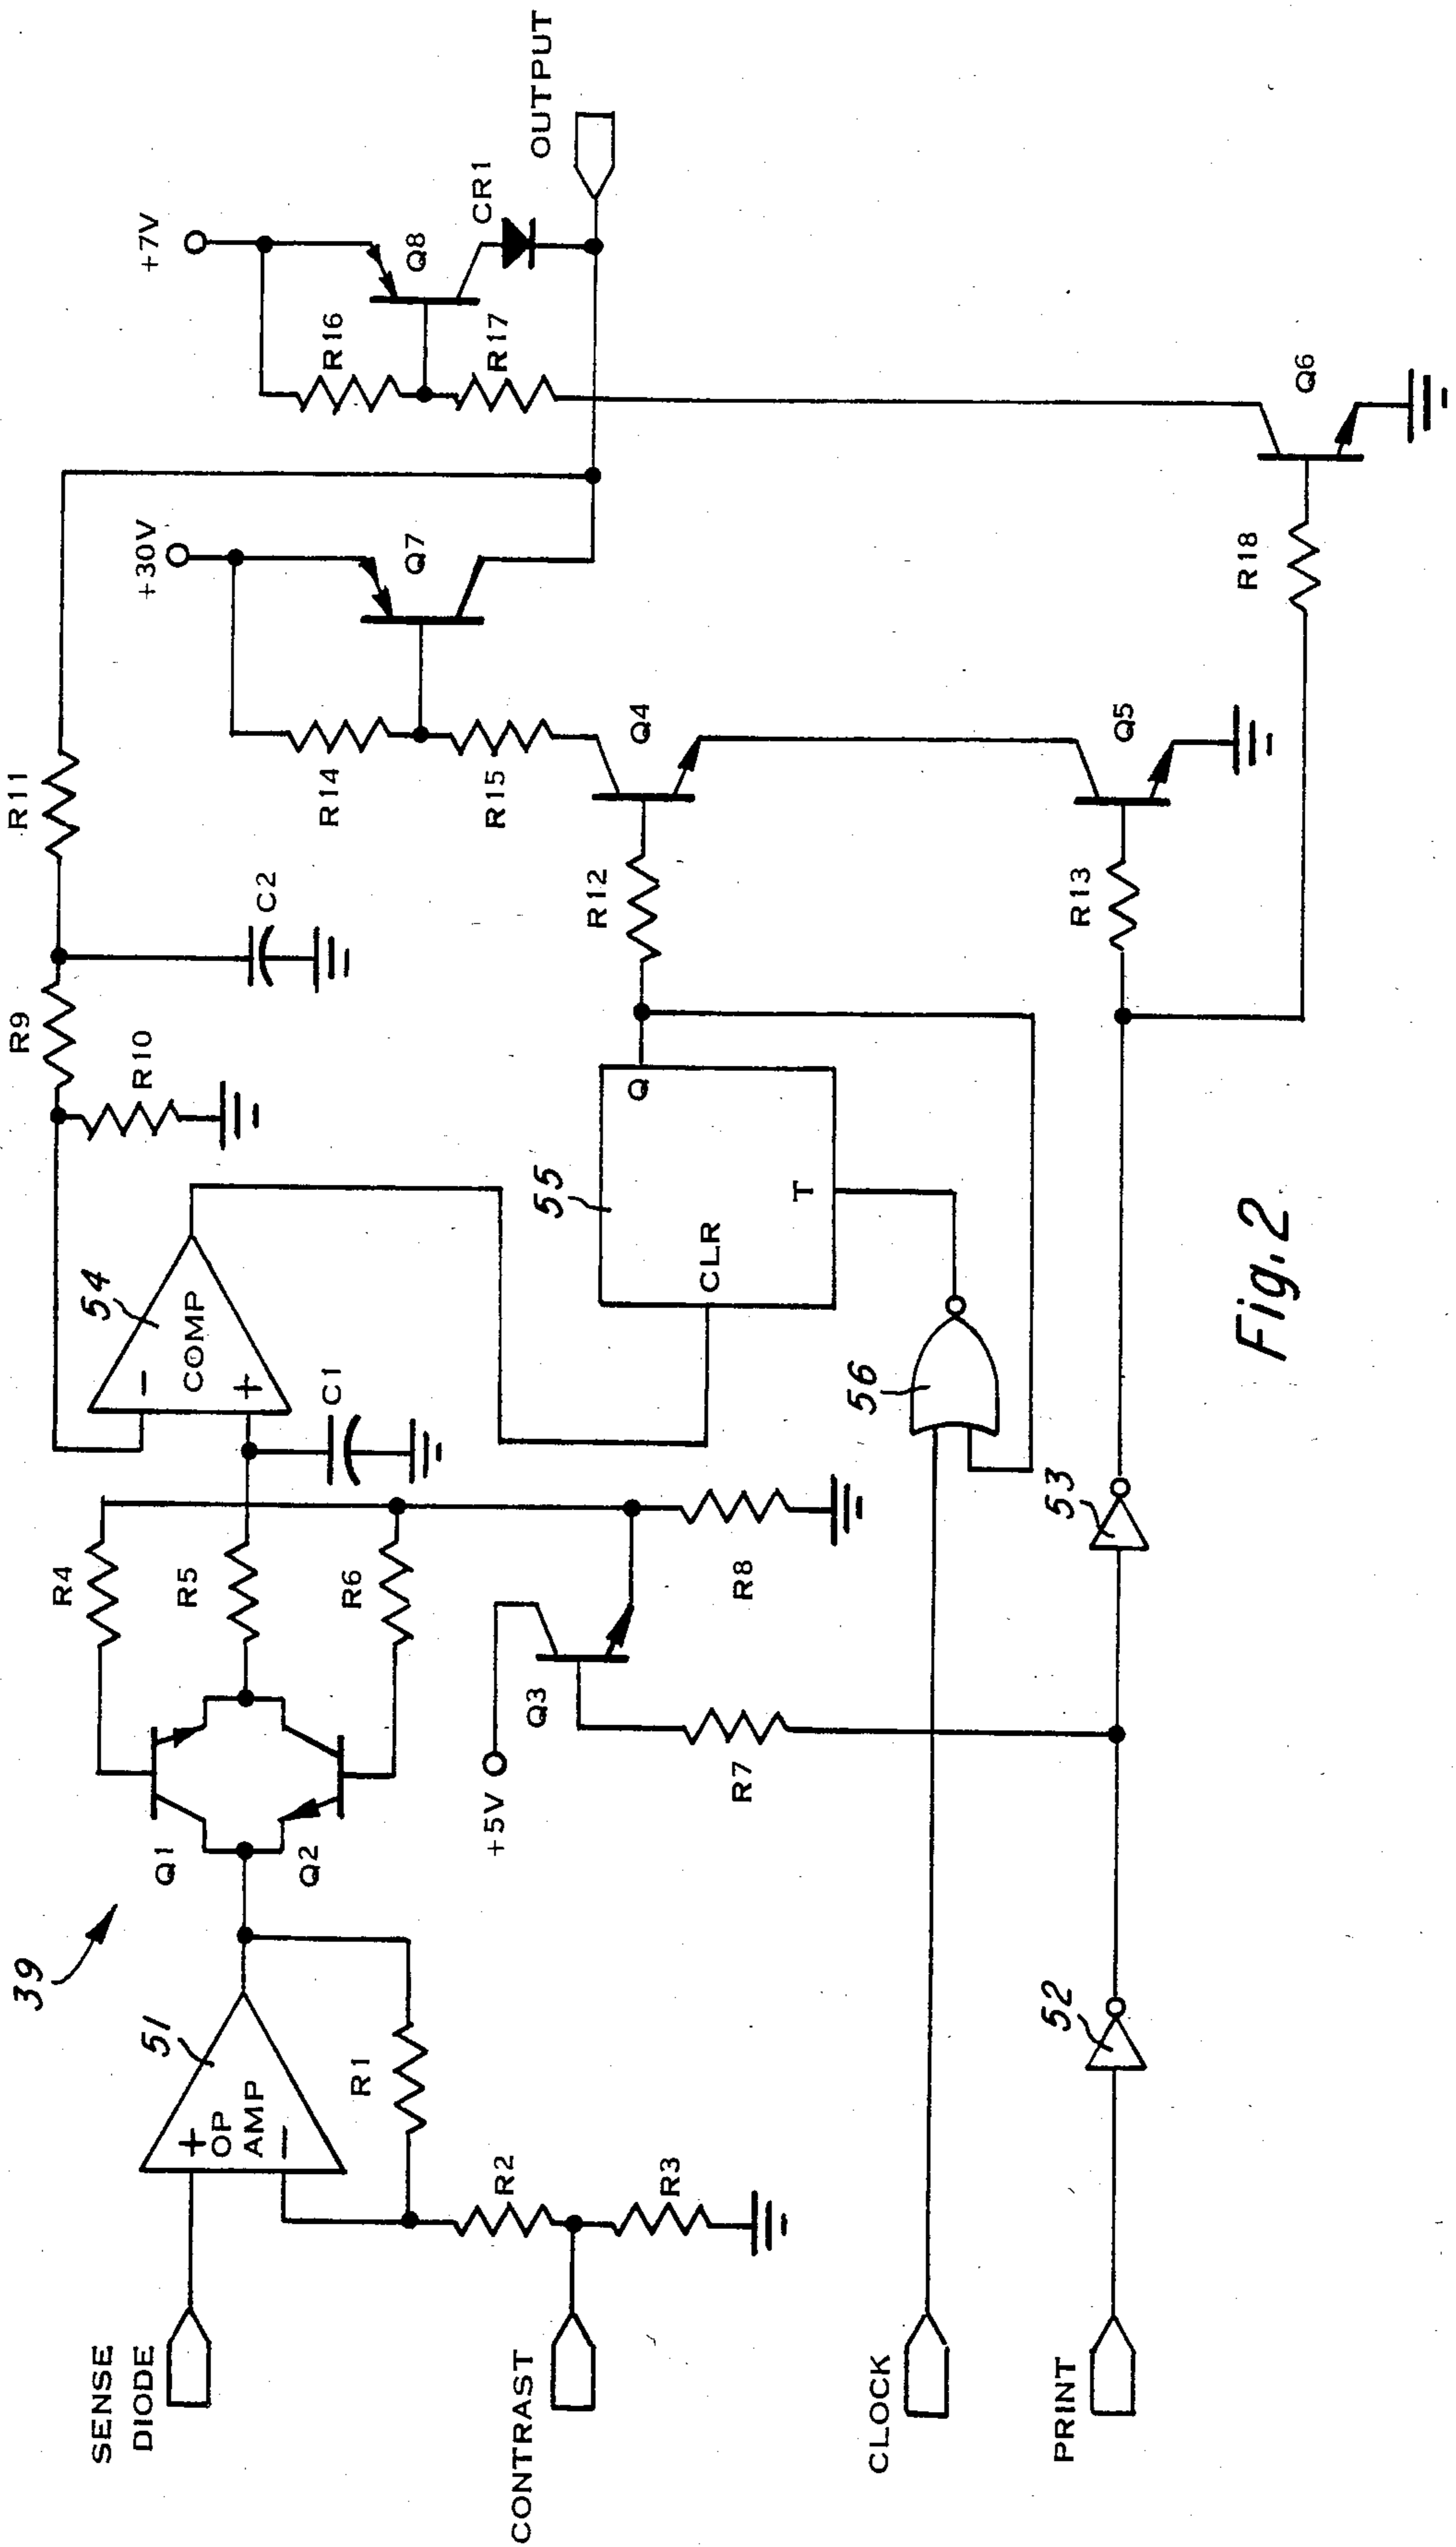 39
SENSE
DIODE
CONTRAST
CLOCK
PRINT
51
+
OP
AMP
−
R1
R2
R3
Q1
Q2
R4
R5
R6
+5V
Q3
R7
R8
C1
52
53
54
−
COMP
+
R9
R10
C2
R11
55
CLR
Q
T
56
R12
R13
R14
R15
Q4
Q5
+30V
Q7
+7V
R16
R17
Q8
CR1
OUTPUT
R18
Q6
Fig. 2